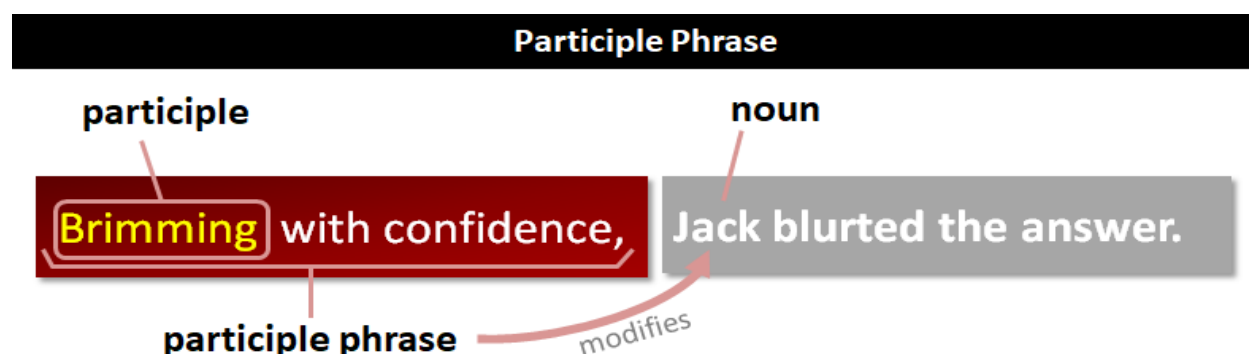 Participle Phrase
participle
noun
Brimming with confidence, Jack blurted the answer.
participle phrase
modifies